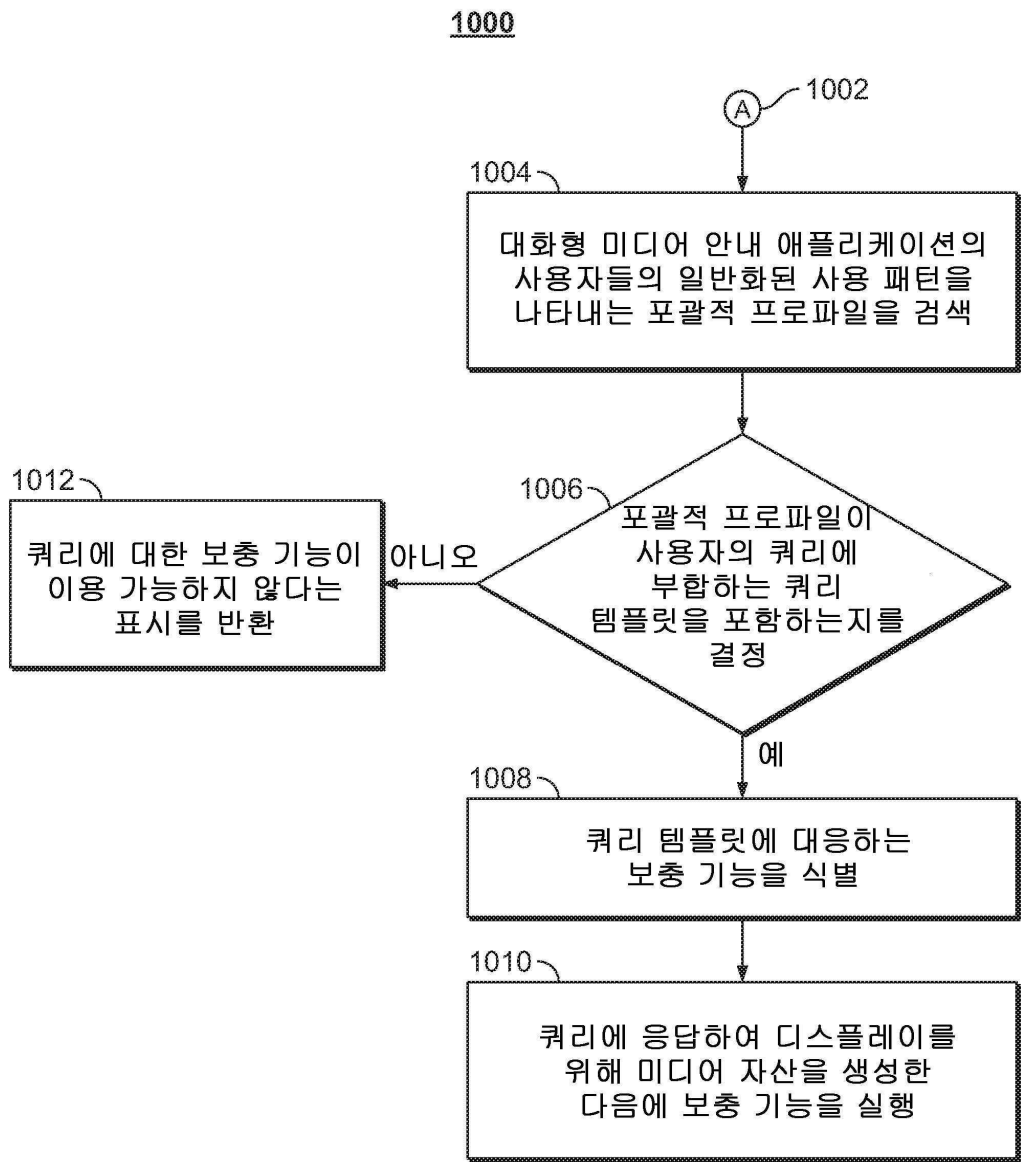 1000
A
1002
1004
대화형 미디어 안내 애플리케이션의
사용자들의 일반화된 사용 패턴을
나타내는 포괄적 프로파일을 검색
1006
포괄적 프로파일이
사용자의 쿼리에
부합하는 쿼리
템플릿을 포함하는지를
결정
아니오
1012
쿼리에 대한 보충 기능이
이용 가능하지 않다는
표시를 반환
예
1008
쿼리 템플릿에 대응하는
보충 기능을 식별
1010
쿼리에 응답하여 디스플레이를
위해 미디어 자산을 생성한
다음에 보충 기능을 실행